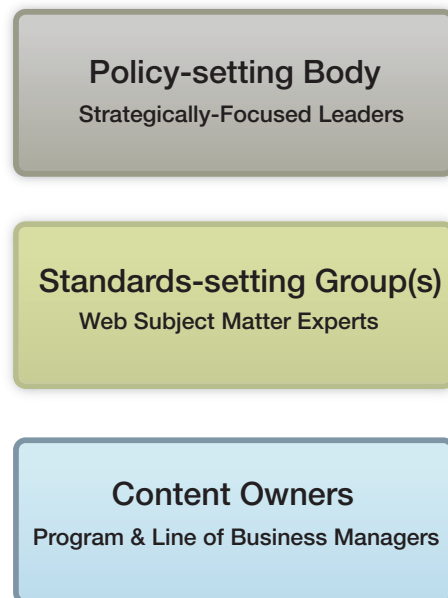 Policy-setting Body
Strategically-Focused Leaders
Standards-setting Group(s)
Web Subject Matter Experts
Content Owners
Program & Line of Business Managers